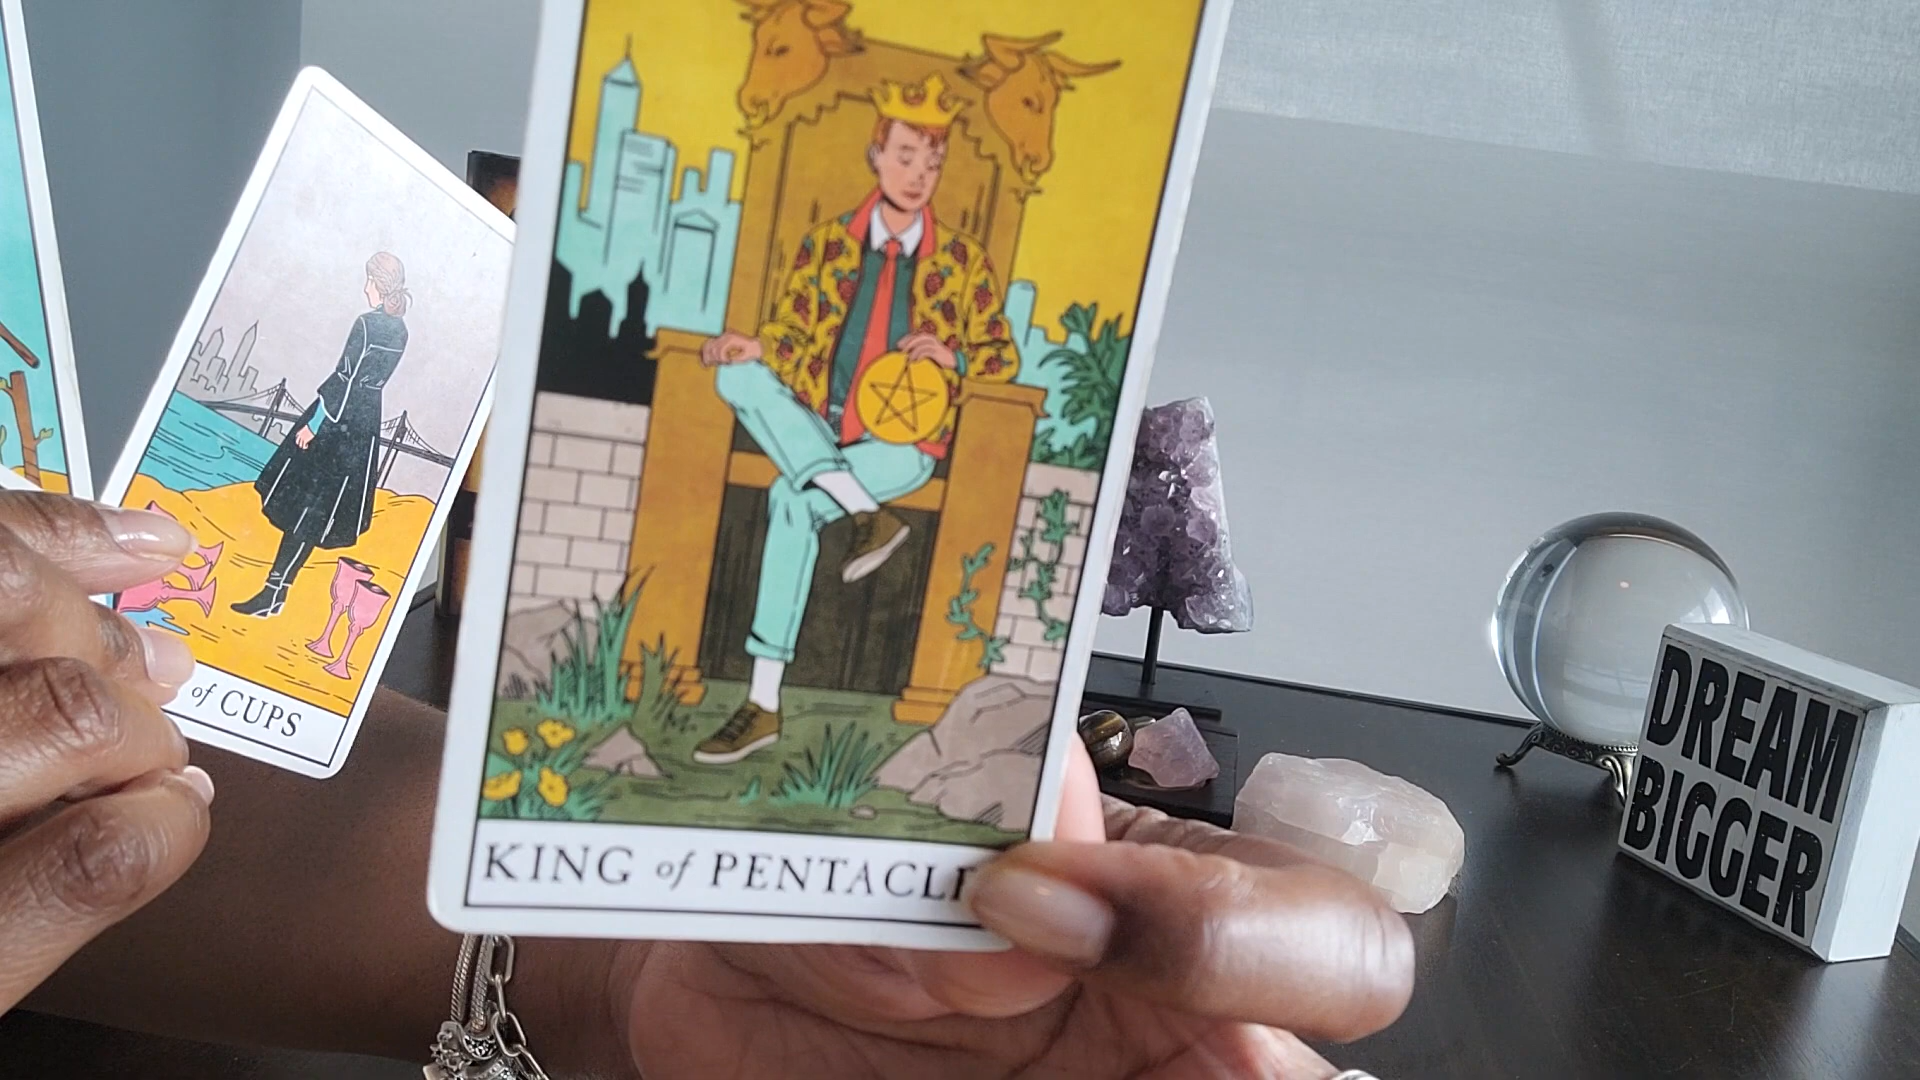 of CUPS
KING of PENTACLE
DREAM
BIGGER